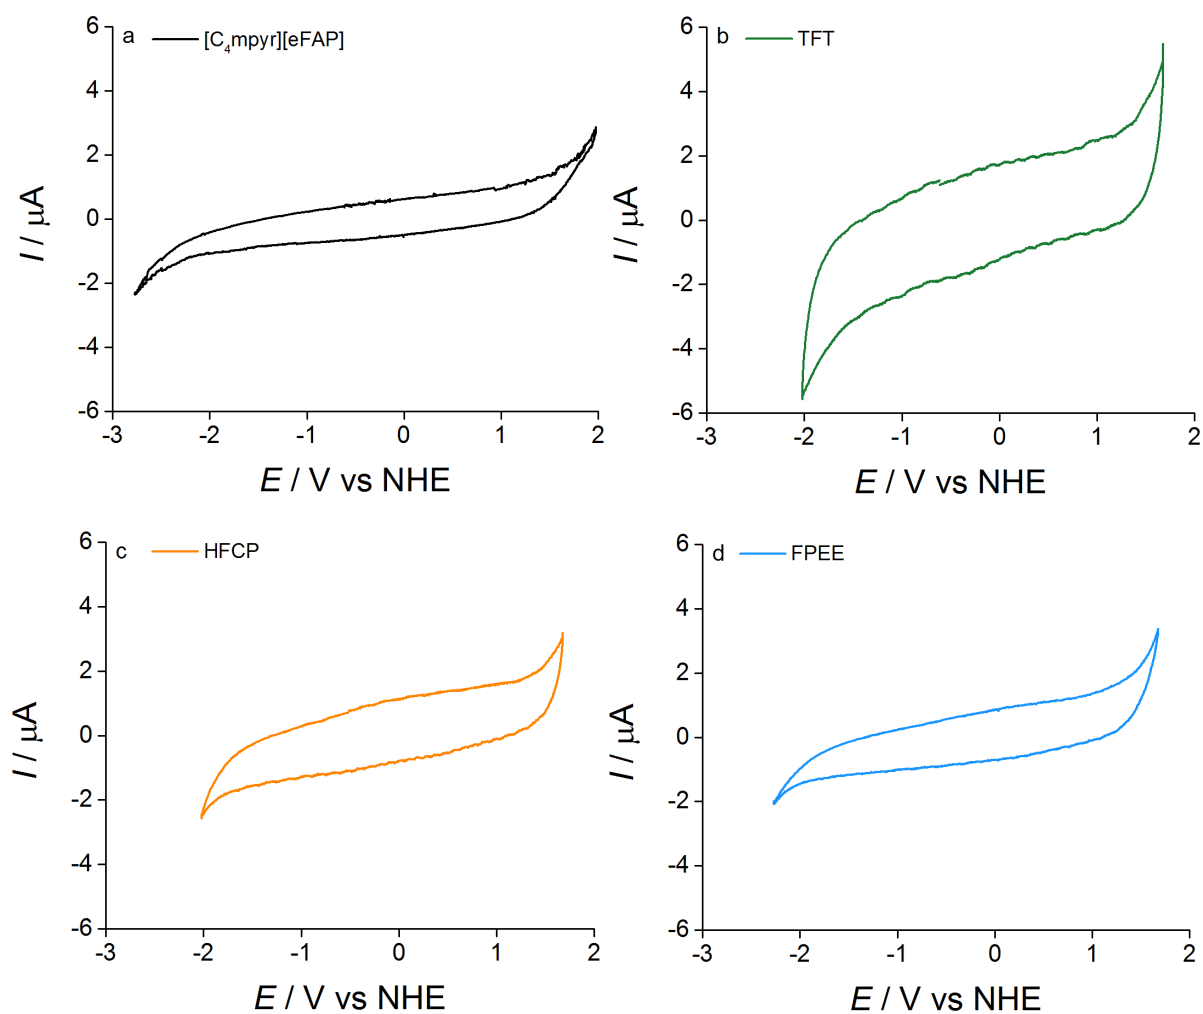 a [C₄mpyr][eFAP]
6
4
2
0
-2
-4
-6
I / μA
-3 -2 -1 0 1 2
E / V vs NHE
b TFT
6
4
2
0
-2
-4
-6
I / μA
-3 -2 -1 0 1 2
E / V vs NHE
c HFCP
6
4
2
0
-2
-4
-6
I / μA
-3 -2 -1 0 1 2
E / V vs NHE
d FPEE
6
4
2
0
-2
-4
-6
I / μA
-3 -2 -1 0 1 2
E / V vs NHE